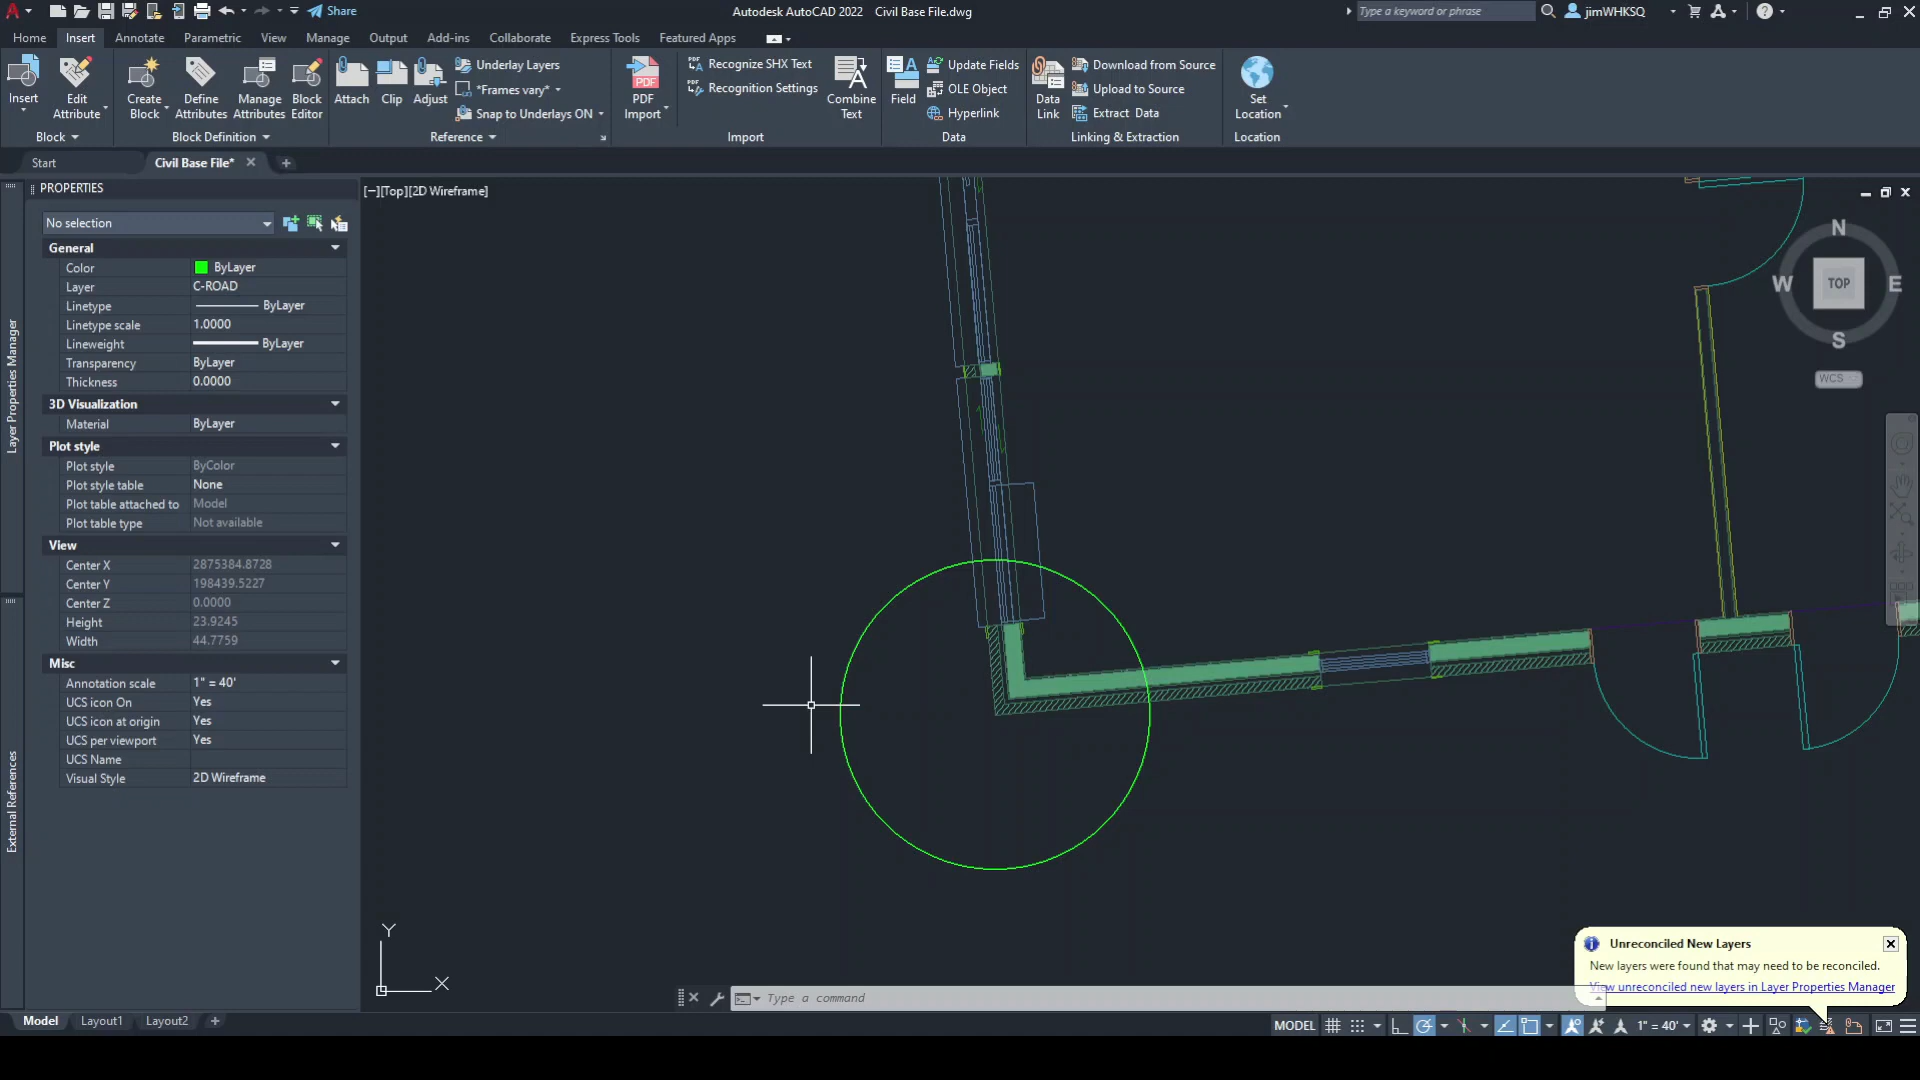 Share
Autodesk AutoCAD 2022 Civil Base File.dwg
Type a keyword or phrase
jimWHKSQ
Home Insert Annotate Parametric View Manage Output Add-ins Collaborate Express Tools Featured Apps
Insert
Edit Attribute
Block
Create Block
Define Attributes
Manage Attributes
Block Editor
Block Definition
Attach
Clip
Adjust
Underlay Layers
*Frames vary*
Snap to Underlays ON
Reference
PDF
PDF Import
PDF Recognize SHX Text
PDF Recognition Settings
Combine Text
Import
Field
Update Fields
OLE Object
Hyperlink
Data
Data Link
Download from Source
Upload to Source
Extract Data
Linking & Extraction
Set Location
Location
Start
Civil Base File*
PROPERTIES
No selection
General
Color ByLayer
Layer C-ROAD
Linetype ByLayer
Linetype scale 1.0000
Lineweight ByLayer
Transparency ByLayer
Thickness 0.0000
3D Visualization
Material ByLayer
Plot style
Plot style ByColor
Plot style table None
Plot table attached to Model
Plot table type Not available
View
Center X 2875384.8728
Center Y 198439.5227
Center Z 0.0000
Height 23.9245
Width 44.7759
Misc
Annotation scale 1" = 40'
UCS icon On Yes
UCS icon at origin Yes
UCS per viewport Yes
UCS Name
Visual Style 2D Wireframe
Layer Properties Manager
External References
[−][Top][2D Wireframe]
N
W TOP E
S
WCS
Y
X
Type a command
Unreconciled New Layers
New layers were found that may need to be reconciled.
View unreconciled new layers in Layer Properties Manager
Model Layout1 Layout2
MODEL
1" = 40'